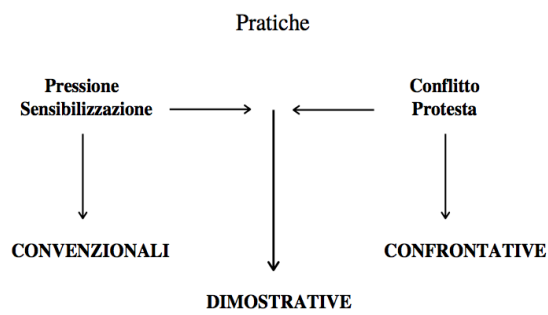 Pratiche
Pressione
Sensibilizzazione
Conflitto
Protesta
CONVENZIONALI
CONFRONTATIVE
DIMOSTRATIVE